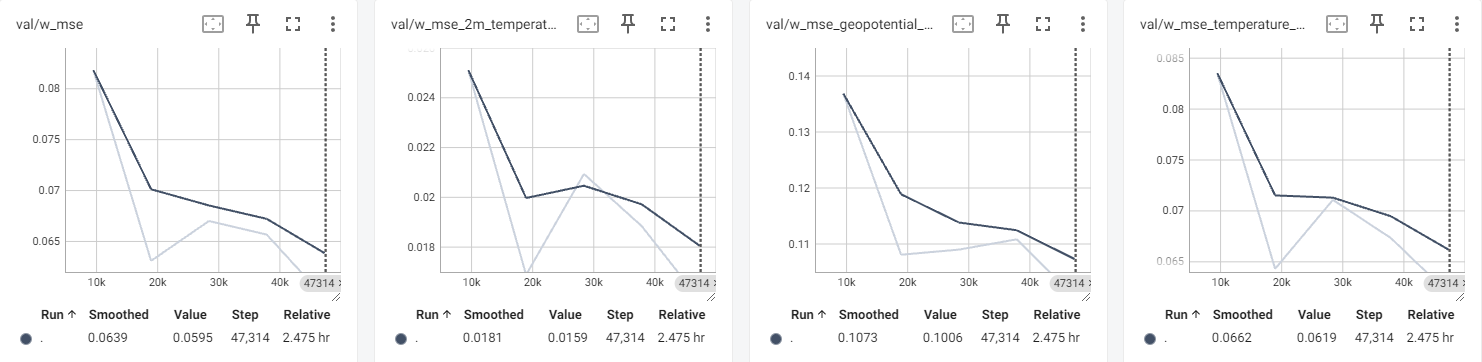 val/w_mse
0.08
0.075
0.07
0.065
10k 20k 30k 40k 47314
Run ↑ Smoothed Value Step Relative
. 0.0639 0.0595 47,314 2.475 hr
val/w_mse_2m_temperat…
0.024
0.022
0.02
0.018
10k 20k 30k 40k 47314
Run ↑ Smoothed Value Step Relative
. 0.0181 0.0159 47,314 2.475 hr
val/w_mse_geopotential_…
0.14
0.13
0.12
0.11
10k 20k 30k 40k 47314
Run ↑ Smoothed Value Step Relative
. 0.1073 0.1006 47,314 2.475 hr
val/w_mse_temperature_…
0.085
0.08
0.075
0.07
0.065
10k 20k 30k 40k 47314
Run ↑ Smoothed Value Step Relative
. 0.0662 0.0619 47,314 2.475 hr